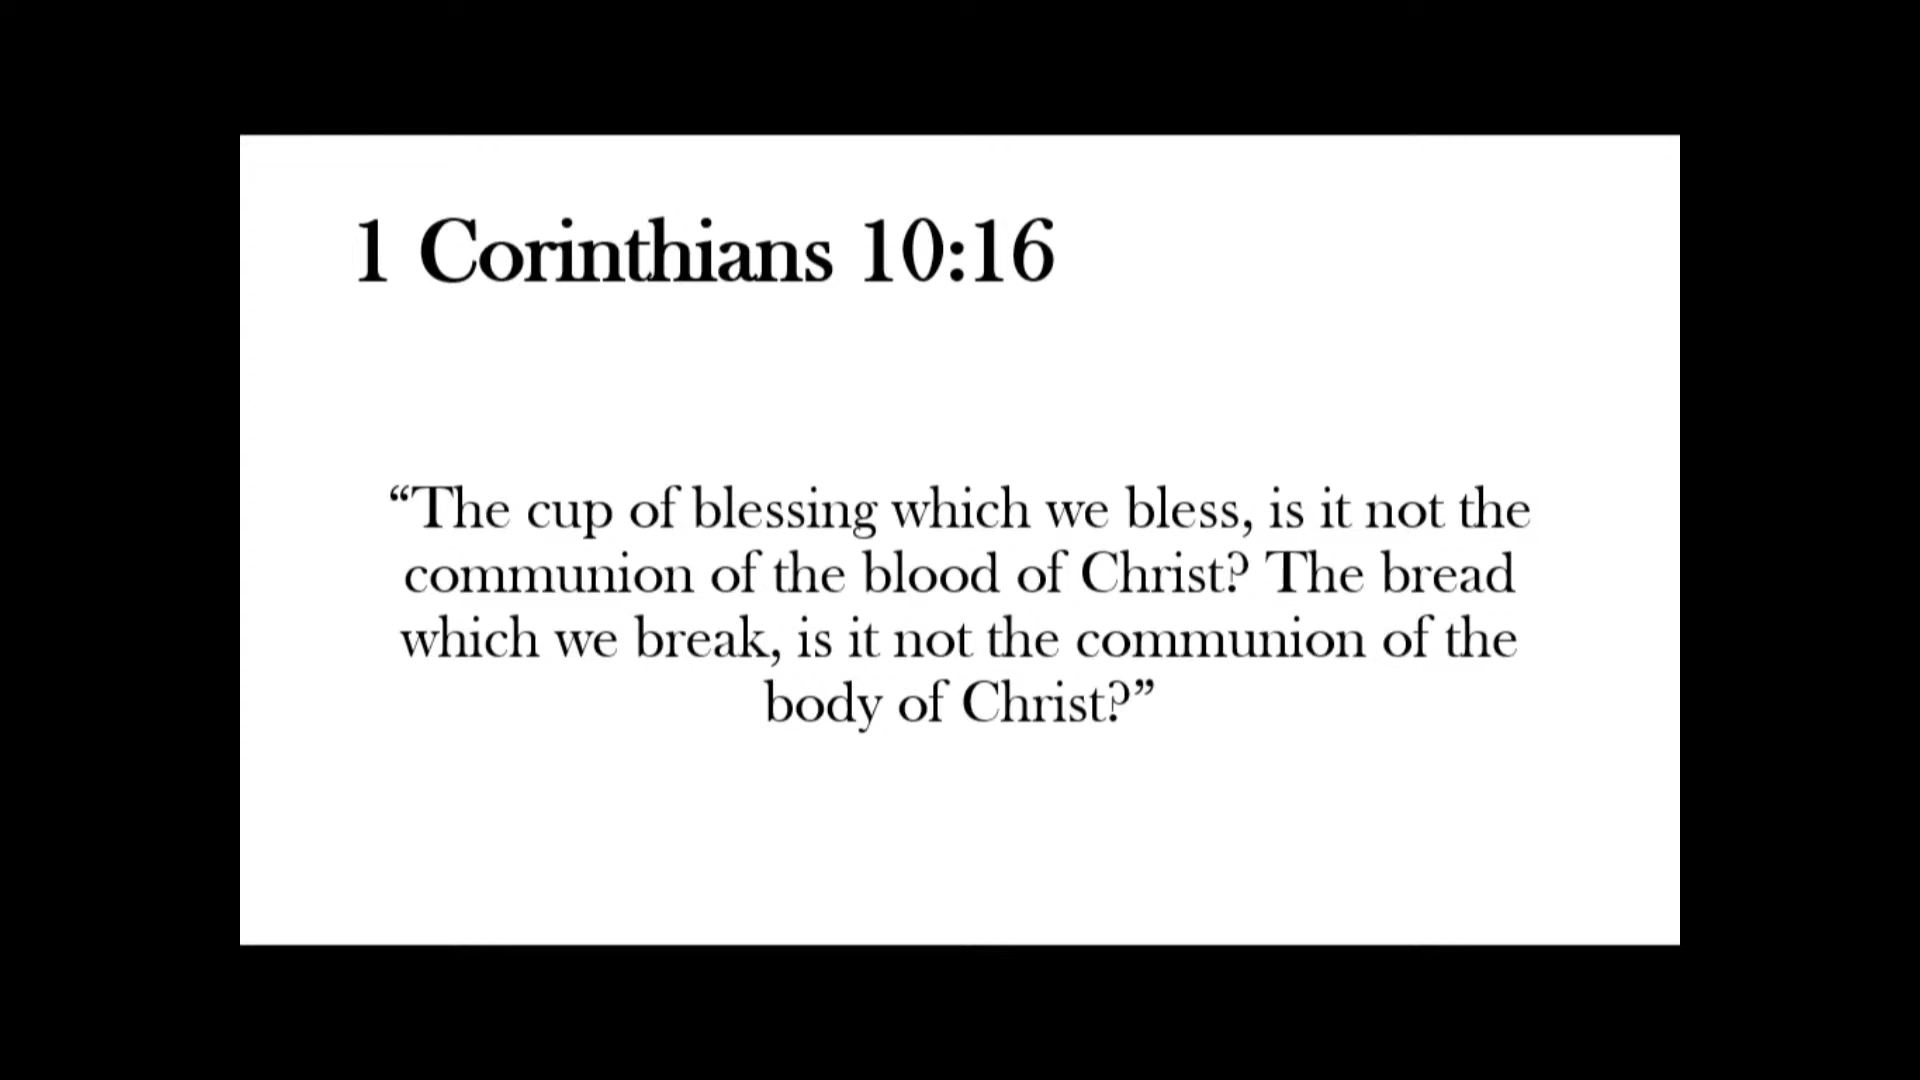 1 Corinthians 10:16
“The cup of blessing which we bless, is it not the
communion of the blood of Christ? The bread
which we break, is it not the communion of the
body of Christ?”